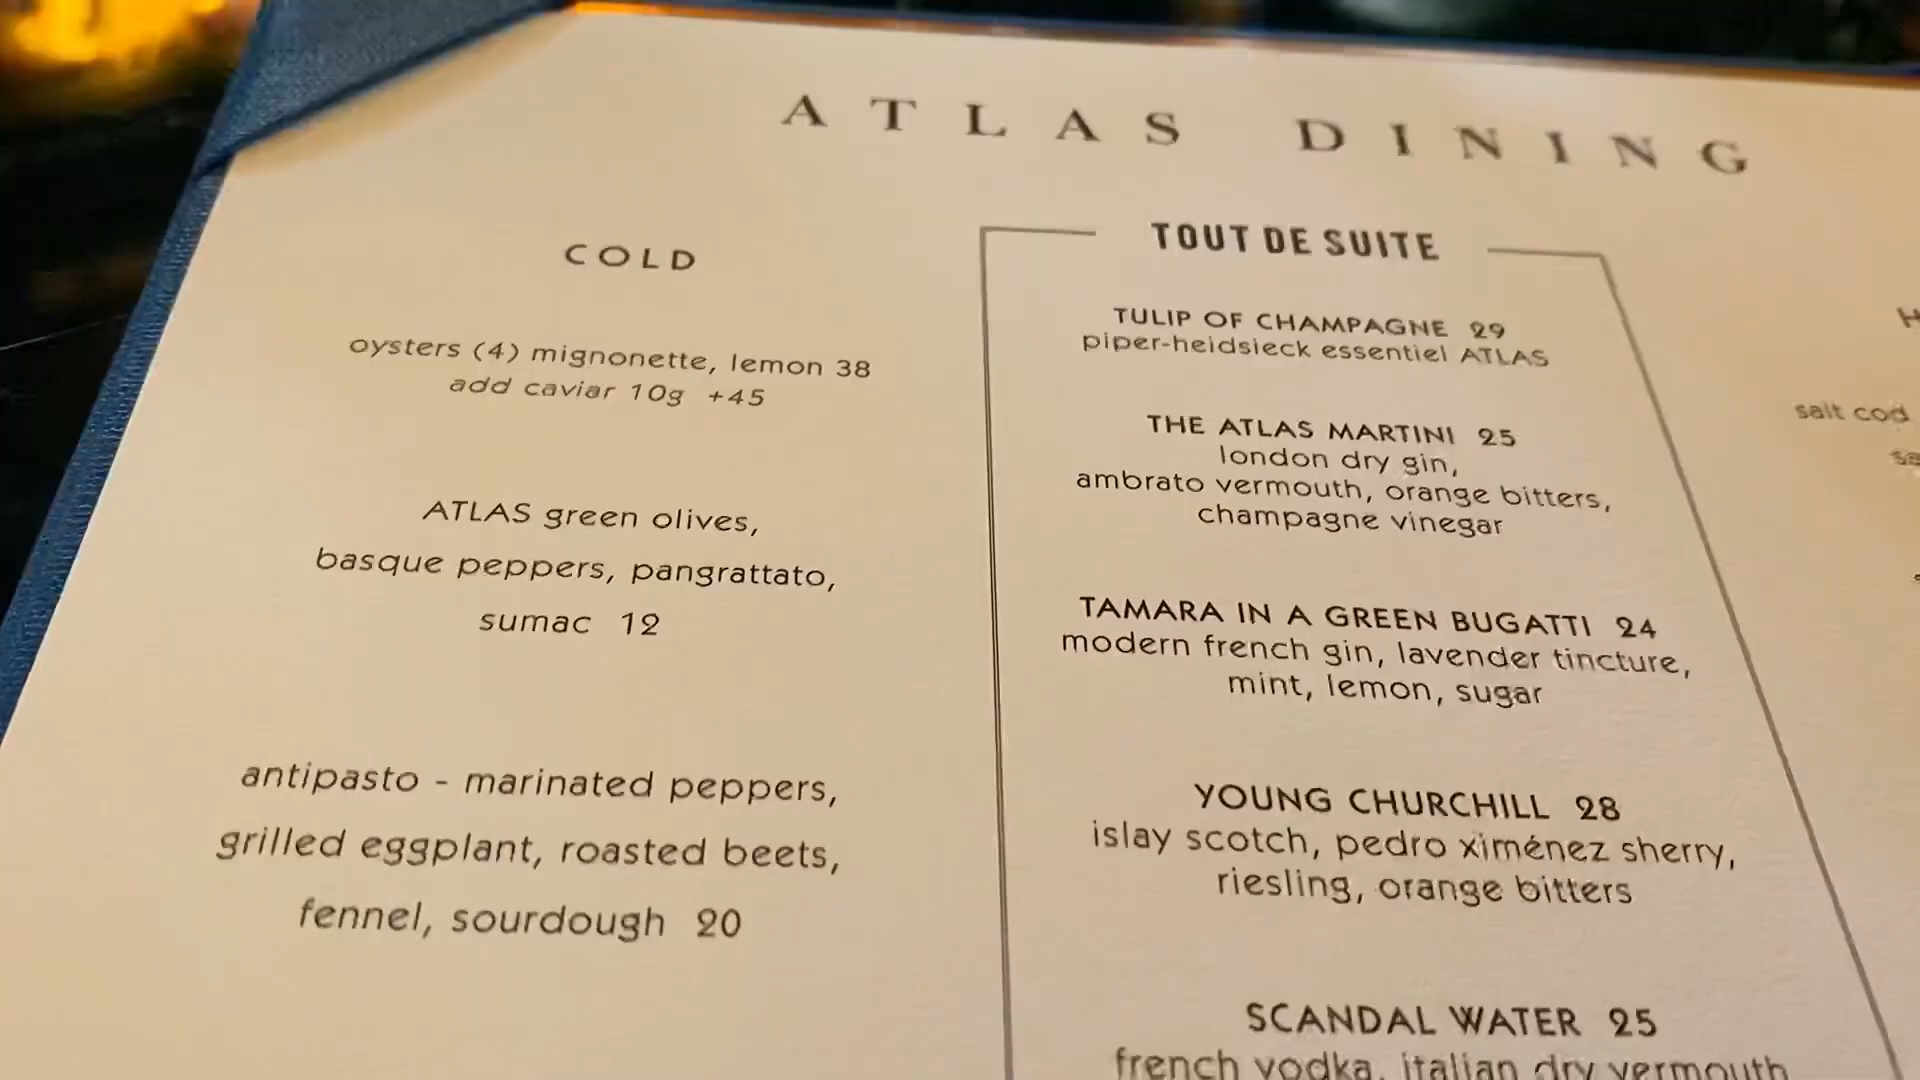 ATLAS DINING
COLD
oysters (4) mignonette, lemon 38
add caviar 10g +45
ATLAS green olives,
basque peppers, pangrattato,
sumac 12
antipasto - marinated peppers,
grilled eggplant, roasted beets,
fennel, sourdough 20
TOUT DE SUITE
TULIP OF CHAMPAGNE 29
piper-heidsieck essentiel ATLAS
THE ATLAS MARTINI 25
london dry gin,
ambrato vermouth, orange bitters,
champagne vinegar
TAMARA IN A GREEN BUGATTI 24
modern french gin, lavender tincture,
mint, lemon, sugar
YOUNG CHURCHILL 28
islay scotch, pedro ximénez sherry,
riesling, orange bitters
SCANDAL WATER 25
french vodka, italian dry vermouth
salt cod